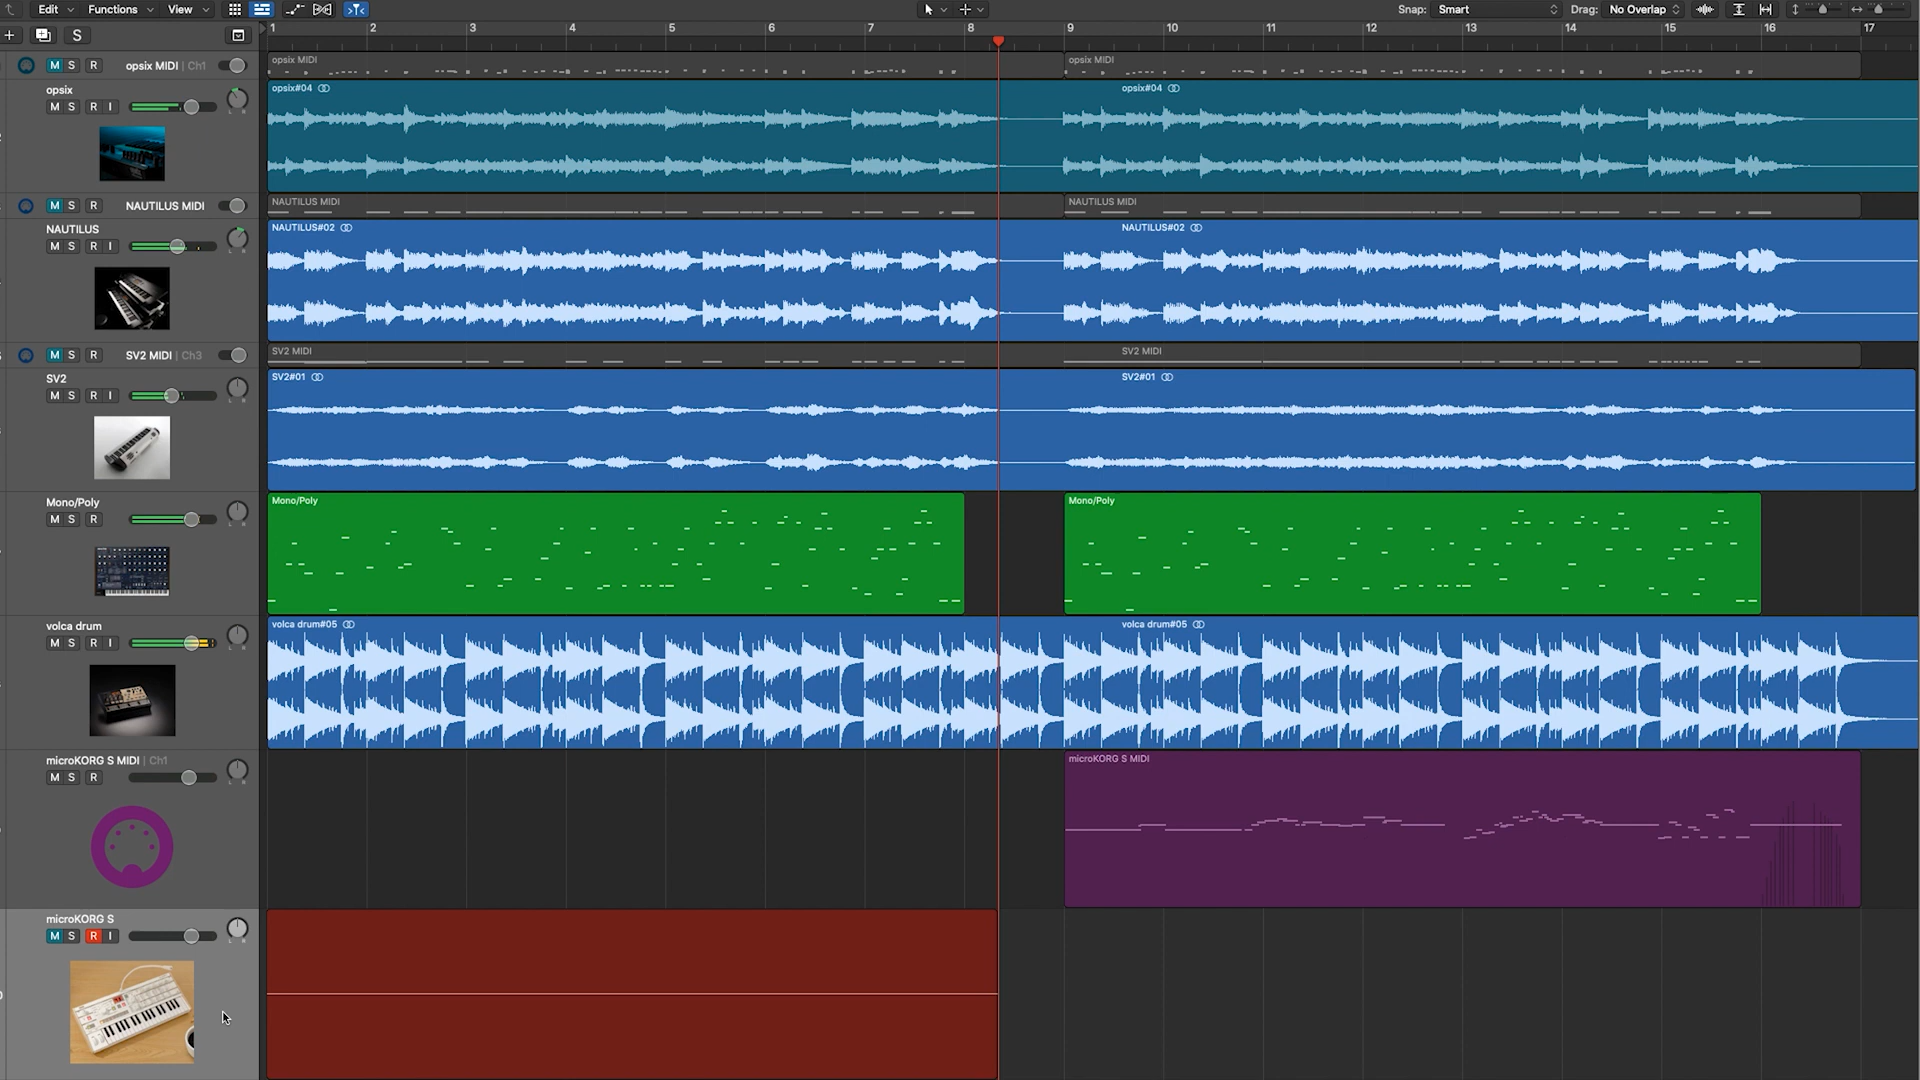 Edit Functions View Snap: Smart Drag: No Overlap
S 1 2 3 4 5 6 7 8 9 10 11 12 13 14 15 16 17
M S R opsix MIDI | Ch1 opsix MIDI opsix MIDI
opsix opsix#04 opsix#04
M S R I L R
M S R NAUTILUS MIDI NAUTILUS MIDI NAUTILUS MIDI
NAUTILUS NAUTILUS#02 NAUTILUS#02
M S R I L R
M S R SV2 MIDI | Ch3 SV2 MIDI SV2 MIDI
SV2 SV2#01 SV2#01
M S R I L R
Mono/Poly Mono/Poly Mono/Poly
M S R L R
volca drum volca drum#05 volca drum#05
M S R I L R
microKORG S MIDI | Ch1 microKORG S MIDI
M S R L R
microKORG S
M S R I L R